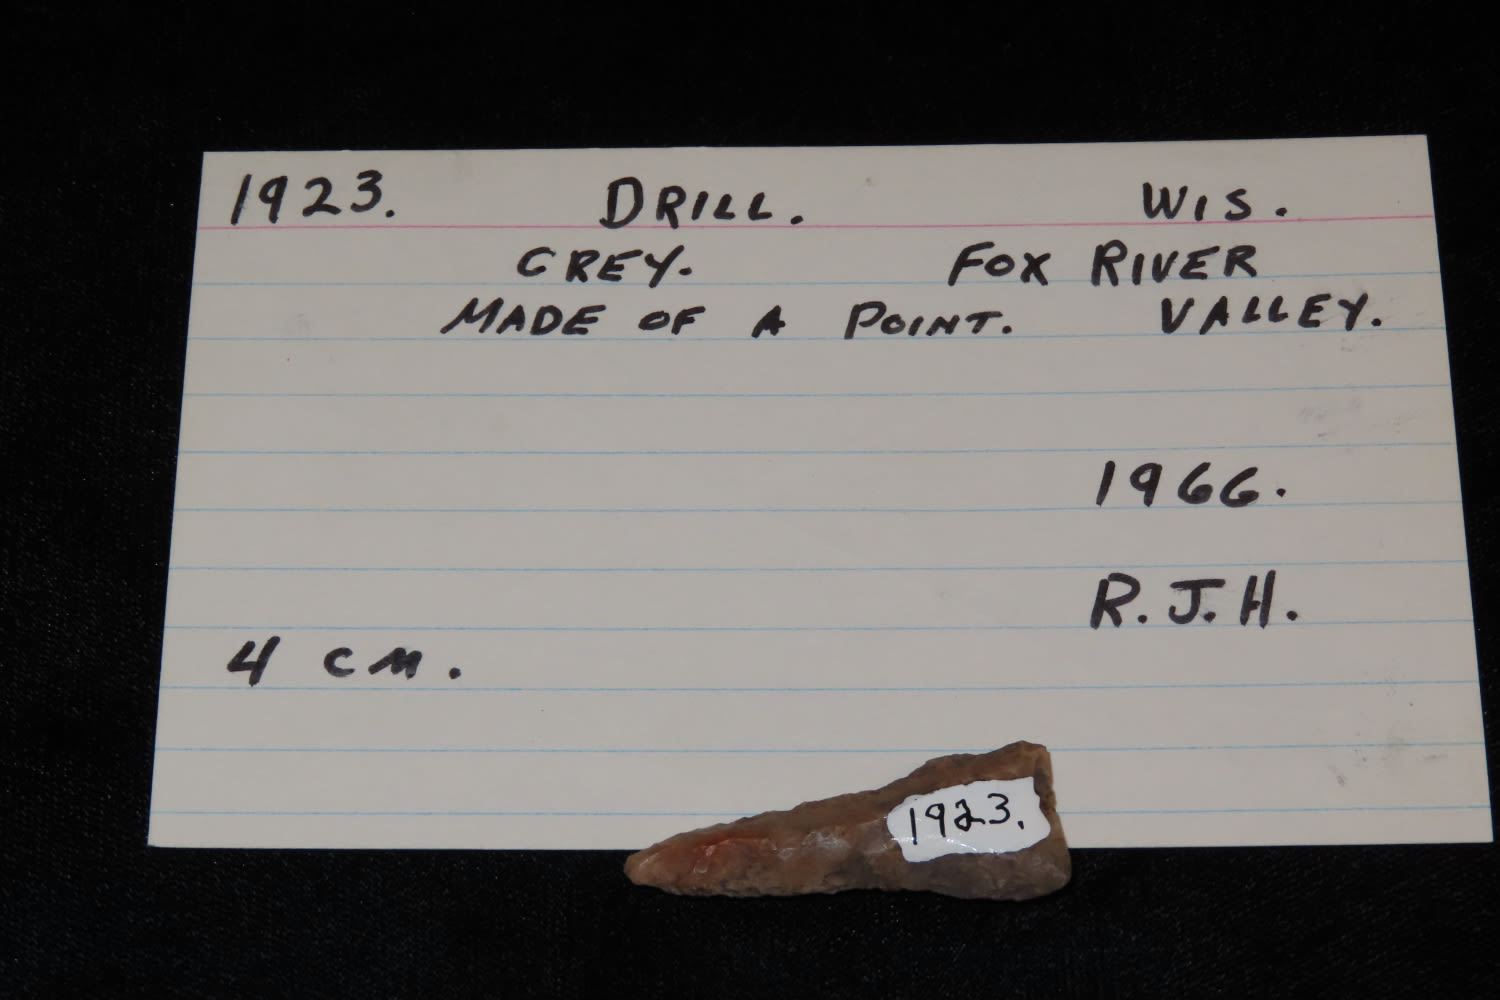 1923. DRILL. WIS.
GREY. FOX RIVER
MADE OF A POINT. VALLEY.
1966.
R.J.H.
4 CM.
1923.